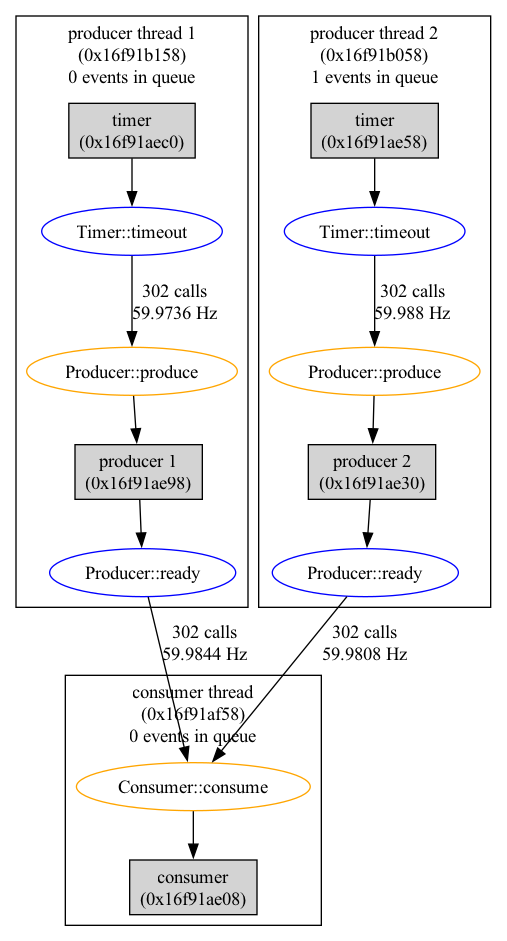 producer thread 1
(0x16f91b158)
0 events in queue
timer
(0x16f91aec0)
Timer::timeout
302 calls
59.9736 Hz
Producer::produce
producer 1
(0x16f91ae98)
Producer::ready
producer thread 2
(0x16f91b058)
1 events in queue
timer
(0x16f91ae58)
Timer::timeout
302 calls
59.988 Hz
Producer::produce
producer 2
(0x16f91ae30)
Producer::ready
302 calls
59.9844 Hz
302 calls
59.9808 Hz
consumer thread
(0x16f91af58)
0 events in queue
Consumer::consume
consumer
(0x16f91ae08)